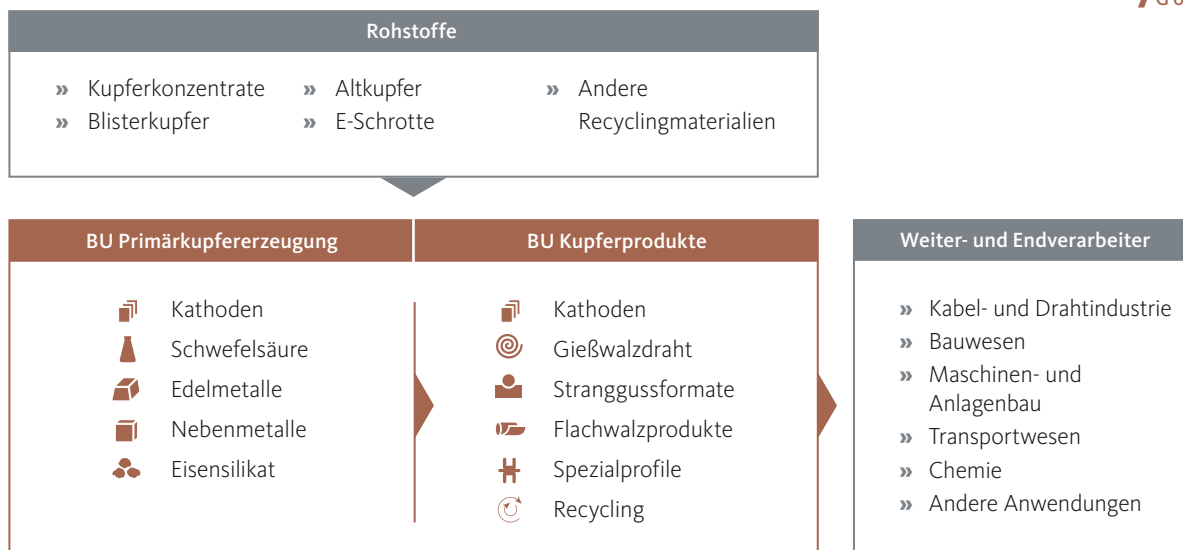 Rohstoffe
» Kupferkonzentrate
» Blisterkupfer
» Altkupfer
» E-Schrotte
» Andere
Recyclingmaterialien
BU Primärkupfererzeugung
Kathoden
Schwefelsäure
Edelmetalle
Nebenmetalle
Eisensilikat
BU Kupferprodukte
Kathoden
Gießwalzdraht
Stranggussformate
Flachwalzprodukte
Spezialprofile
Recycling
Weiter- und Endverarbeiter
» Kabel- und Drahtindustrie
» Bauwesen
» Maschinen- und
Anlagenbau
» Transportwesen
» Chemie
» Andere Anwendungen